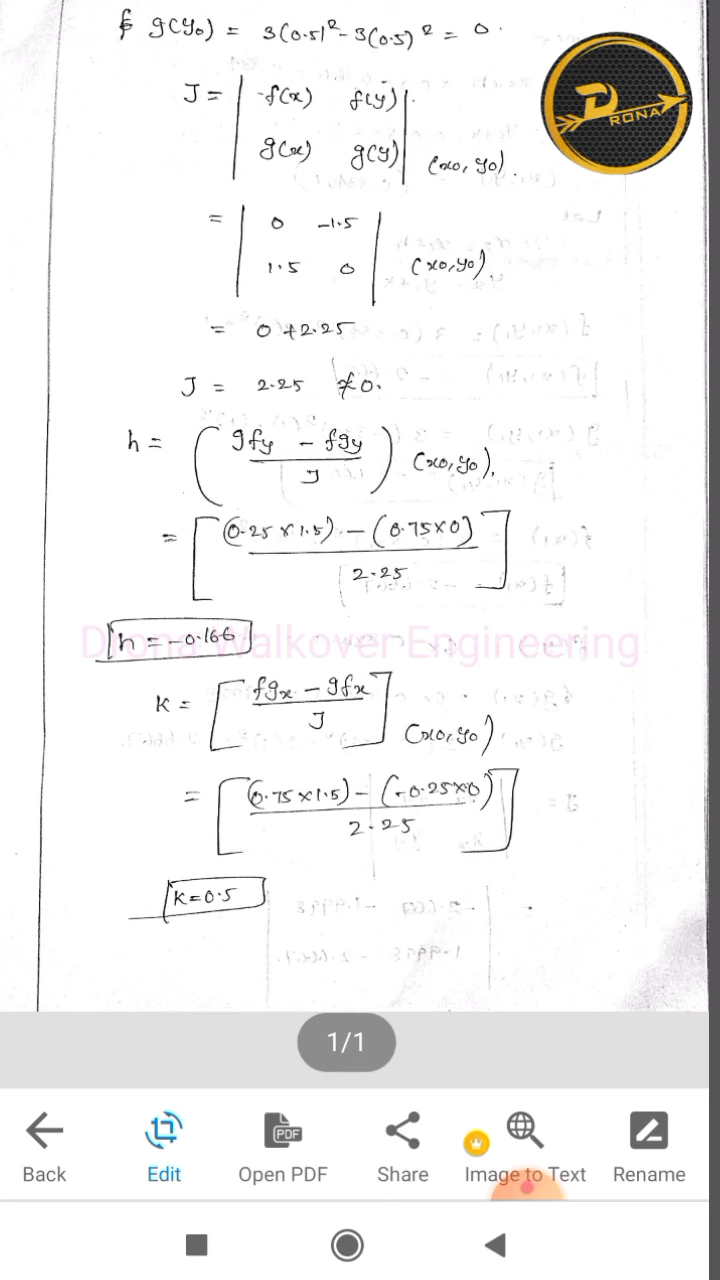 g(y₀) = 3(0.5)² - 3(0.5)² = 0.
D
RONA
J = | f(x) f(y) |
| g(x) g(y) | (x₀, y₀).
= | 0 -1.5 |
| 1.5 0 | (x₀, y₀)
= 0 + 2.25
J = 2.25 ≠ 0.
h = ( gfy - fgy / J ) (x₀, y₀).
= [ (0.25 × 1.5) - (0.75 × 0) / 2.25 ]
h = -0.166
Drona Walkover Engineering
K = [ fgx - gfx / J ] (x₀, y₀)
= [ (0.75 × 1.5) - (-0.25 × 0) / 2.25 ]
K = 0.5
1/1
PDF
Back Edit Open PDF Share Image to Text Rename